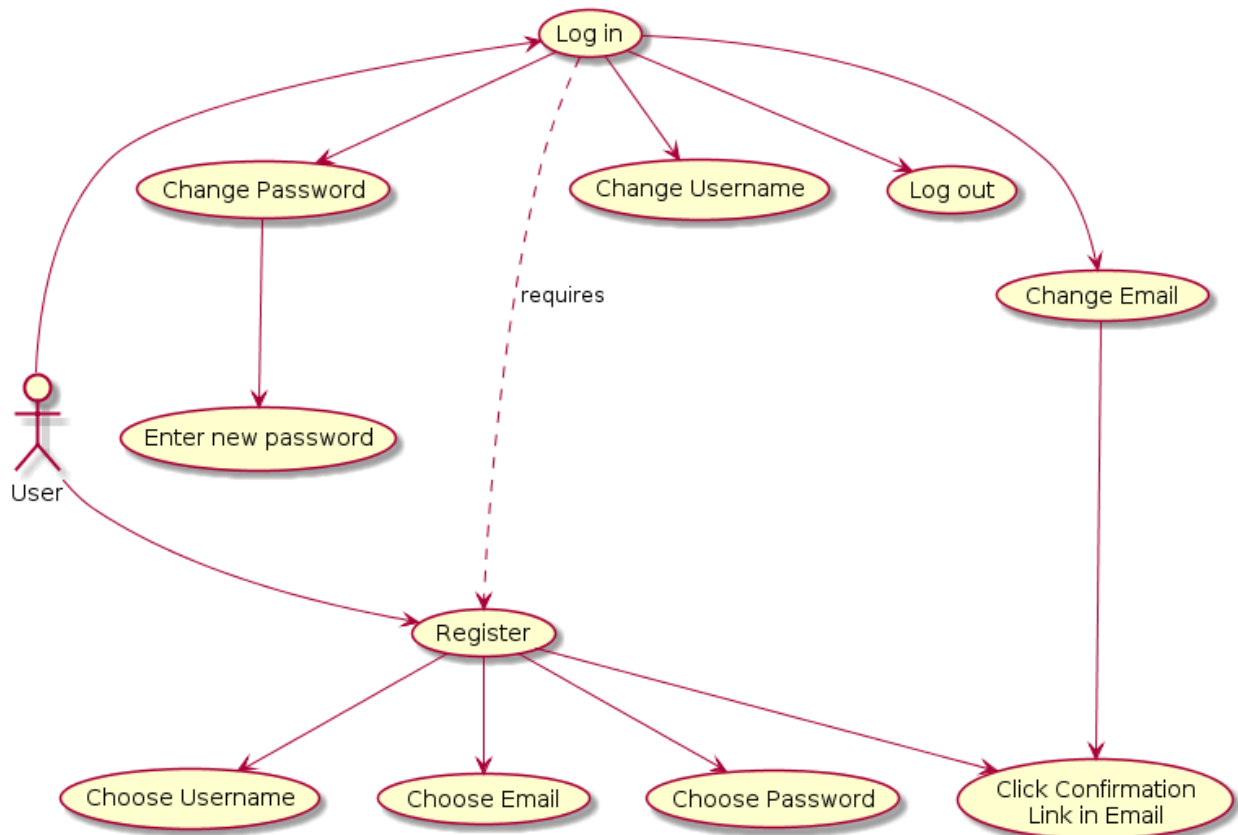 Log in
Change Password
Change Username
Log out
Change Email
requires
Enter new password
User
Register
Choose Username
Choose Email
Choose Password
Click Confirmation
Link in Email